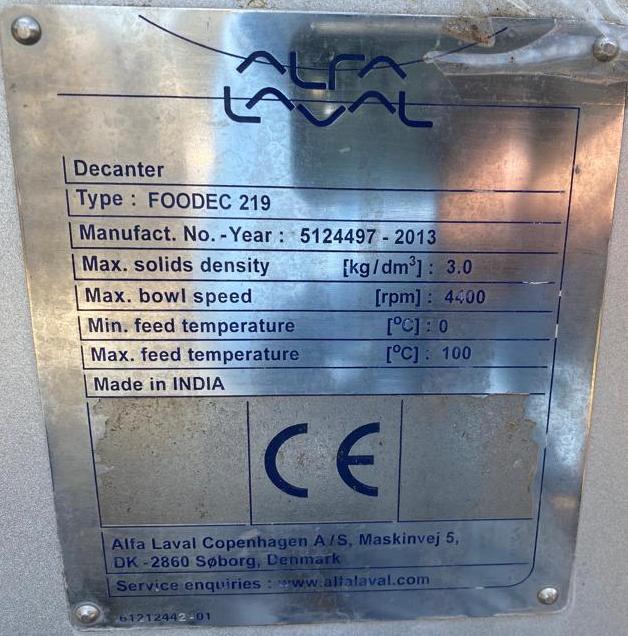 ALFA
LAVAL
Decanter
Type : FOODEC 219
Manufact. No. - Year : 5124497 - 2013
Max. solids density [kg/dm³] : 3.0
Max. bowl speed [rpm] : 4400
Min. feed temperature [°C] : 0
Max. feed temperature [°C] : 100
Made in INDIA
CE
Alfa Laval Copenhagen A/S, Maskinvej 5,
DK - 2860 Søborg, Denmark
Service enquiries : www.alfalaval.com
61212442-01